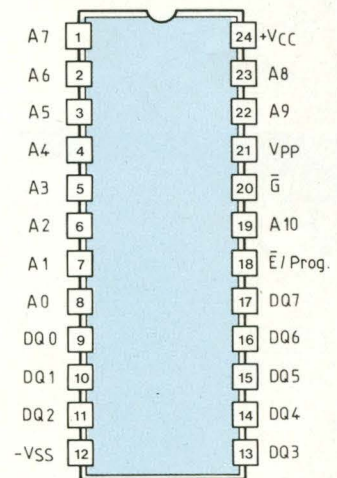 A7 1 24 +VCC
A6 2 23 A8
A5 3 22 A9
A4 4 21 VPP
A3 5 20 G̅
A2 6 19 A10
A1 7 18 E̅/Prog.
A0 8 17 DQ7
DQ0 9 16 DQ6
DQ1 10 15 DQ5
DQ2 11 14 DQ4
-VSS 12 13 DQ3